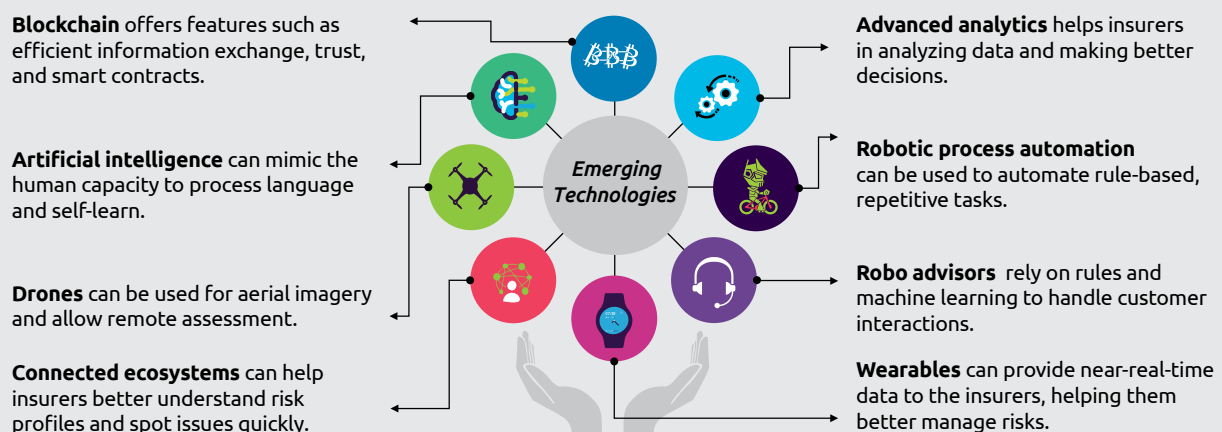 Blockchain offers features such as
efficient information exchange, trust,
and smart contracts.
Artificial intelligence can mimic the
human capacity to process language
and self-learn.
Drones can be used for aerial imagery
and allow remote assessment.
Connected ecosystems can help
insurers better understand risk
profiles and spot issues quickly.
BBB
Emerging
Technologies
Advanced analytics helps insurers
in analyzing data and making better
decisions.
Robotic process automation
can be used to automate rule-based,
repetitive tasks.
Robo advisors rely on rules and
machine learning to handle customer
interactions.
Wearables can provide near-real-time
data to the insurers, helping them
better manage risks.